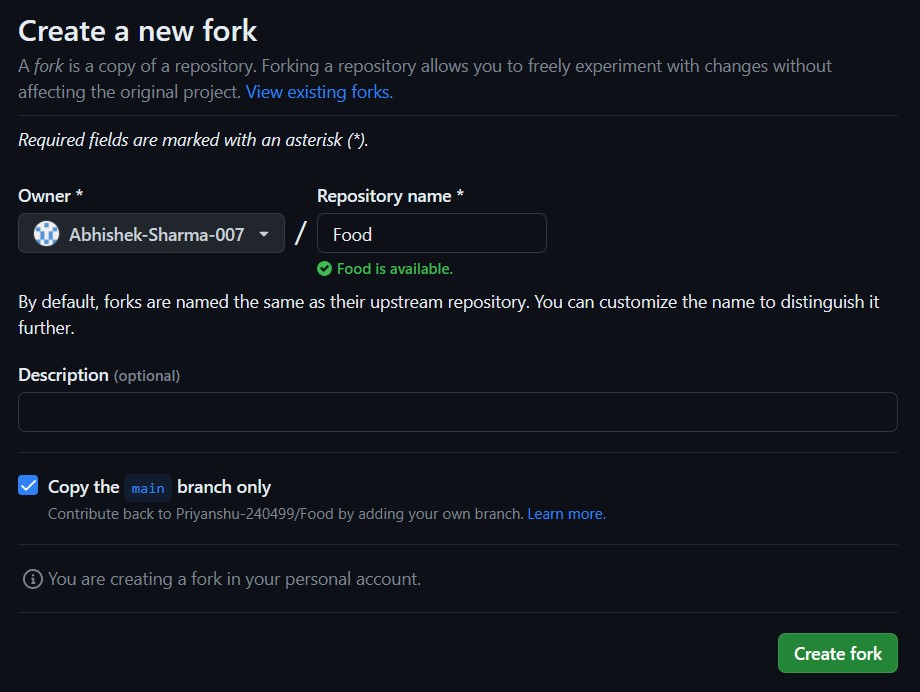 Create a new fork
A fork is a copy of a repository. Forking a repository allows you to freely experiment with changes without
affecting the original project. View existing forks.
Required fields are marked with an asterisk (*).
Owner *
Repository name *
Abhishek-Sharma-007
/
Food
Food is available.
By default, forks are named the same as their upstream repository. You can customize the name to distinguish it
further.
Description (optional)
Copy the main branch only
Contribute back to Priyanshu-240499/Food by adding your own branch. Learn more.
You are creating a fork in your personal account.
Create fork